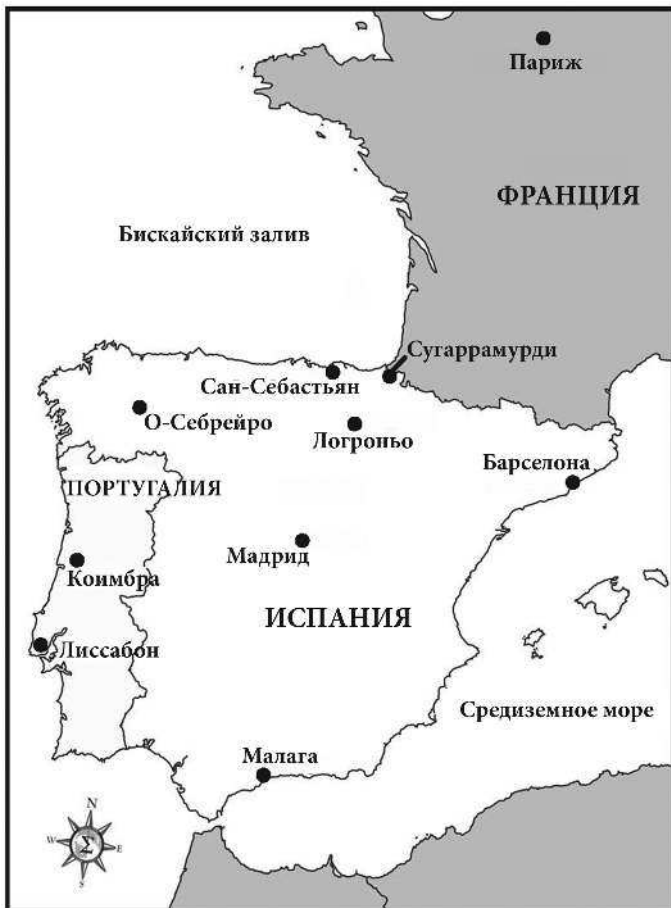 Париж
ФРАНЦИЯ
Бискайский залив
Сугаррамурди
Сан-Себастьян
О-Себрейро
Логроньо
Барселона
ПОРТУГАЛИЯ
Мадрид
Коимбра
ИСПАНИЯ
Лиссабон
Средиземное море
Малага
N
W
Σ
E
S